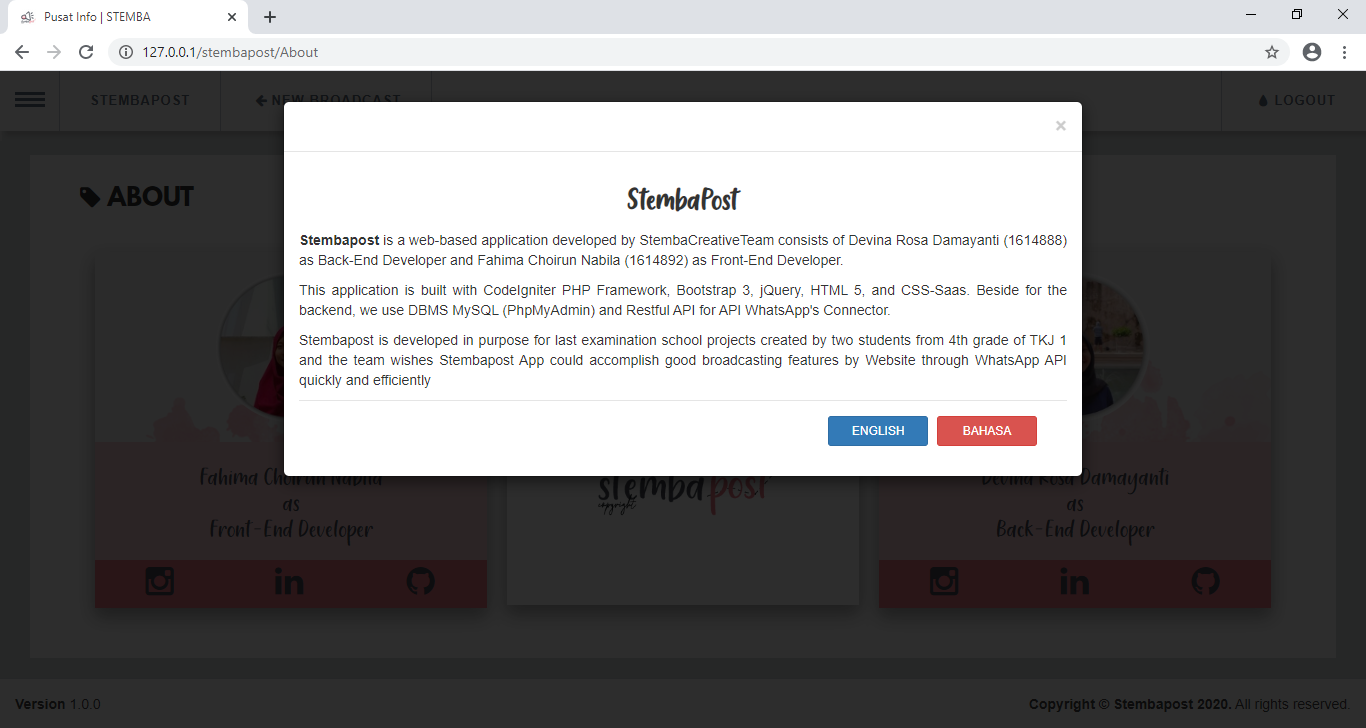 Pusat Info | STEMBA
127.0.0.1/stembapost/About
STEMBAPOST
NEW BROADCAST
LOGOUT
×
ABOUT
StembaPost
Stembapost is a web-based application developed by StembaCreativeTeam consists of Devina Rosa Damayanti (1614888)
as Back-End Developer and Fahima Choirun Nabila (1614892) as Front-End Developer.
This application is built with CodeIgniter PHP Framework, Bootstrap 3, jQuery, HTML 5, and CSS-Saas. Beside for the
backend, we use DBMS MySQL (PhpMyAdmin) and Restful API for API WhatsApp's Connector.
Stembapost is developed in purpose for last examination school projects created by two students from 4th grade of TKJ 1
and the team wishes Stembapost App could accomplish good broadcasting features by Website through WhatsApp API
quickly and efficiently
ENGLISH
BAHASA
Fahima Choirun Nabila
as
Front-End Developer
stembapost
copyright
Devina Rosa Damayanti
as
Back-End Developer
in
in
Version 1.0.0
Copyright © Stembapost 2020. All rights reserved.